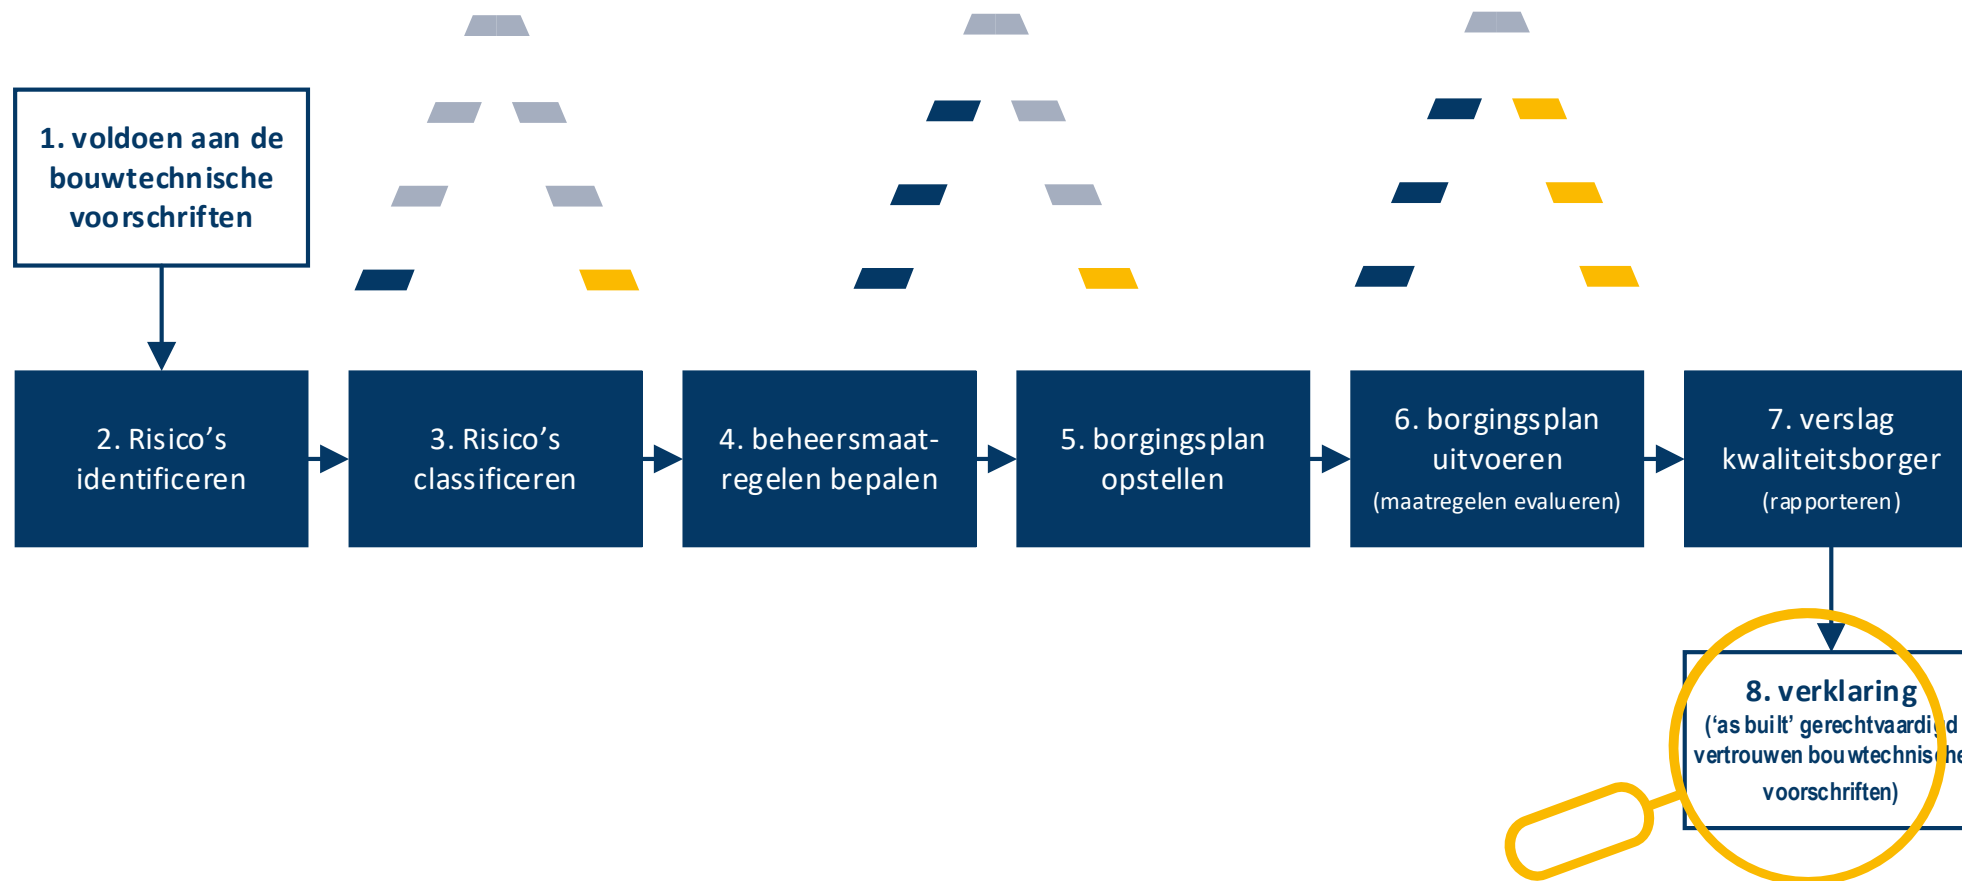 1. voldoen aan de
bouwtechnische
voorschriften
2. Risico’s
identificeren
3. Risico’s
classificeren
4. beheersmaat-
regelen bepalen
5. borgingsplan
opstellen
6. borgingsplan
uitvoeren
(maatregelen evalueren)
7. verslag
kwaliteitsborger
(rapporteren)
8. verklaring
(‘as built’ gerechtvaardigd
vertrouwen bouwtechnische
voorschriften)